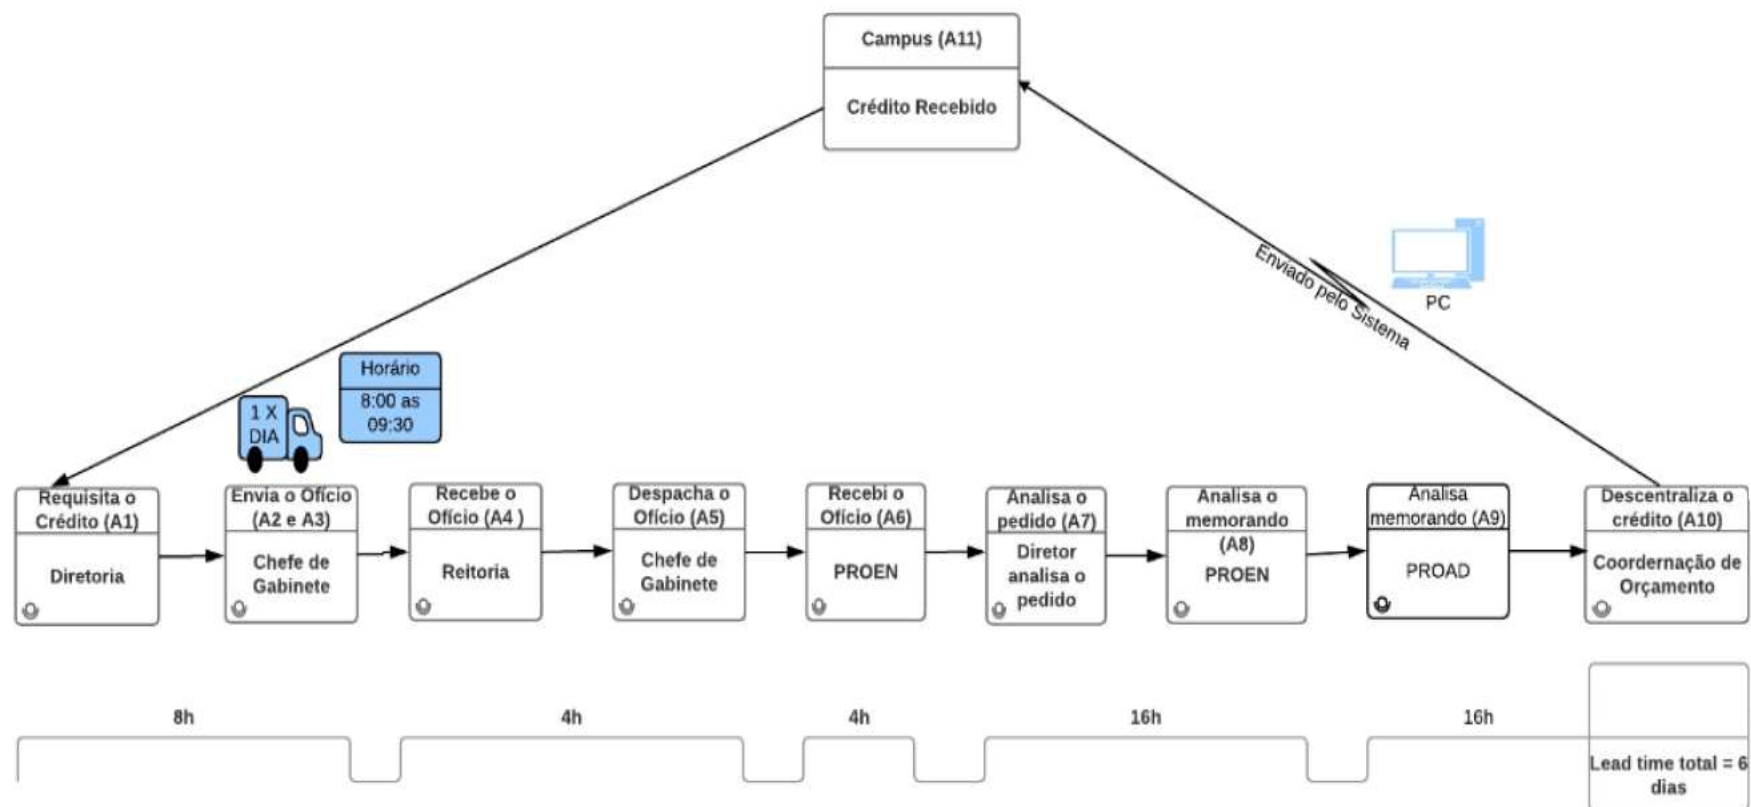 Campus (A11)
Crédito Recebido
Enviado pelo Sistema
PC
Horário
8:00 as
09:30
1 X
DIA
Requisita o
Crédito (A1)
Diretoria
Envia o Ofício
(A2 e A3)
Chefe de
Gabinete
Recebe o
Ofício (A4 )
Reitoria
Despacha o
Ofício (A5)
Chefe de
Gabinete
Recebi o
Ofício (A6)
PROEN
Analisa o
pedido (A7)
Diretor
analisa o
pedido
Analisa o
memorando
(A8)
PROEN
Analisa
memorando (A9)
PROAD
Descentraliza o
crédito (A10)
Coordernação de
Orçamento
8h
4h
4h
16h
16h
Lead time total = 6
dias